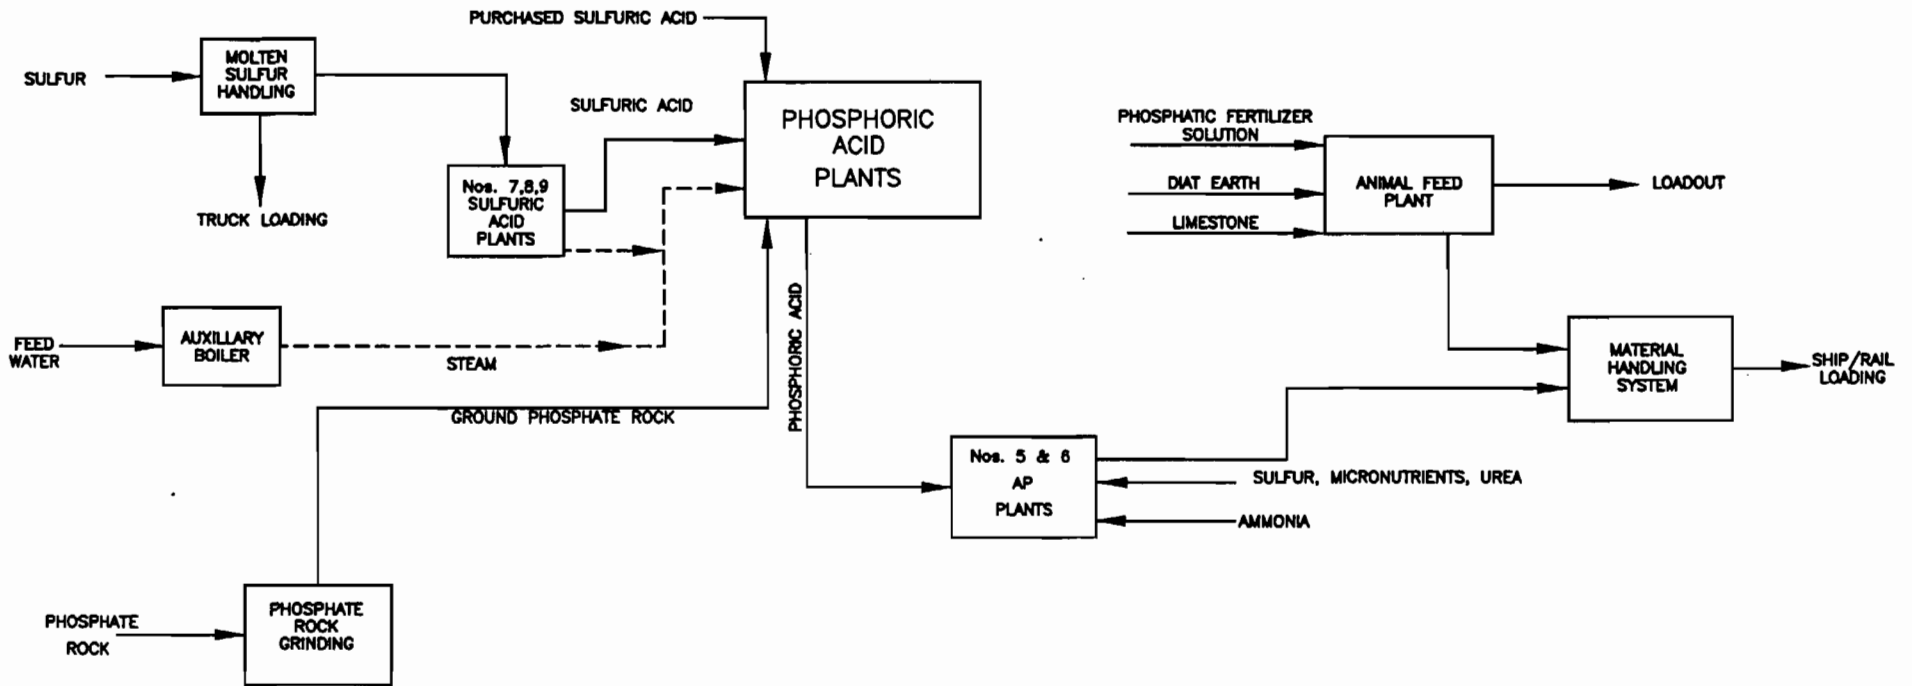 PURCHASED SULFURIC ACID
SULFUR
MOLTEN
SULFUR
HANDLING
TRUCK LOADING
SULFURIC ACID
Nos. 7,8,9
SULFURIC
ACID
PLANTS
PHOSPHORIC
ACID
PLANTS
PHOSPHATIC FERTILIZER
SOLUTION
DIAT EARTH
LIMESTONE
ANIMAL FEED
PLANT
LOADOUT
FEED
WATER
AUXILLARY
BOILER
STEAM
PHOSPHORIC ACID
MATERIAL
HANDLING
SYSTEM
SHIP/RAIL
LOADING
GROUND PHOSPHATE ROCK
Nos. 5 & 6
AP
PLANTS
SULFUR, MICRONUTRIENTS, UREA
AMMONIA
PHOSPHATE
ROCK
PHOSPHATE
ROCK
GRINDING